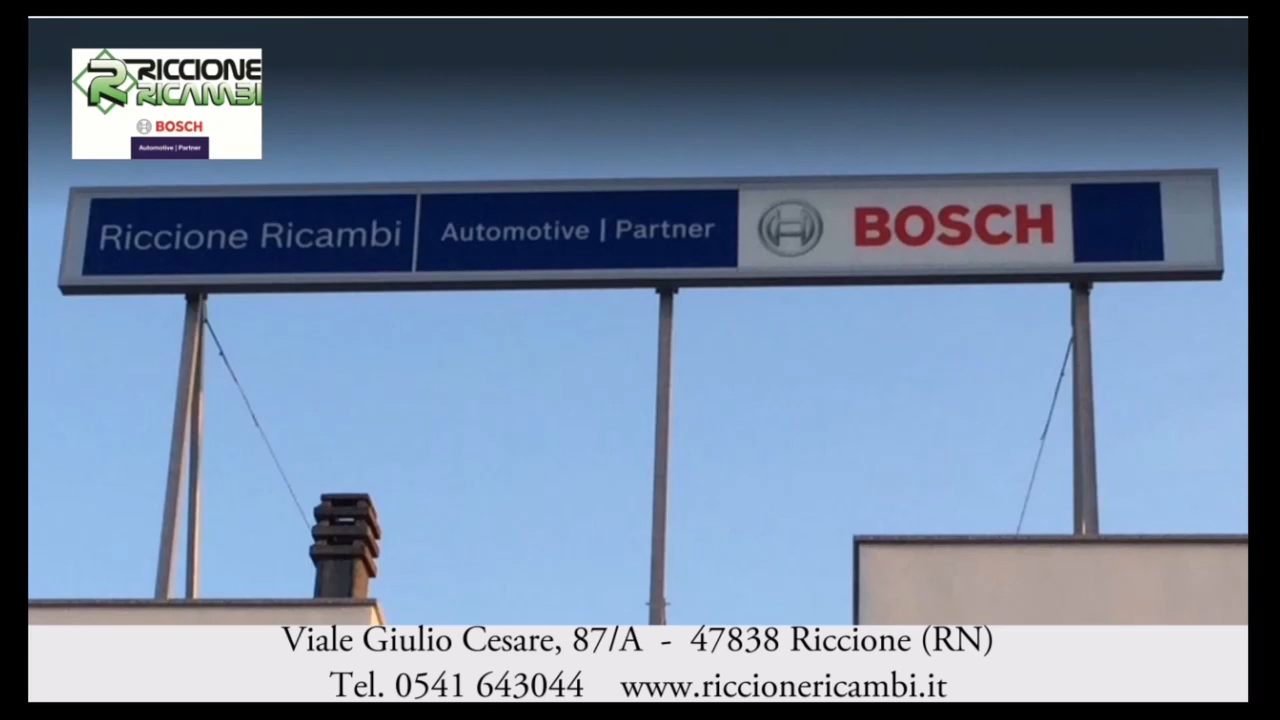 RICCIONE
RICAMBI
BOSCH
Automotive | Partner
Riccione Ricambi Automotive | Partner BOSCH
Viale Giulio Cesare, 87/A - 47838 Riccione (RN)
Tel. 0541 643044 www.riccionericambi.it